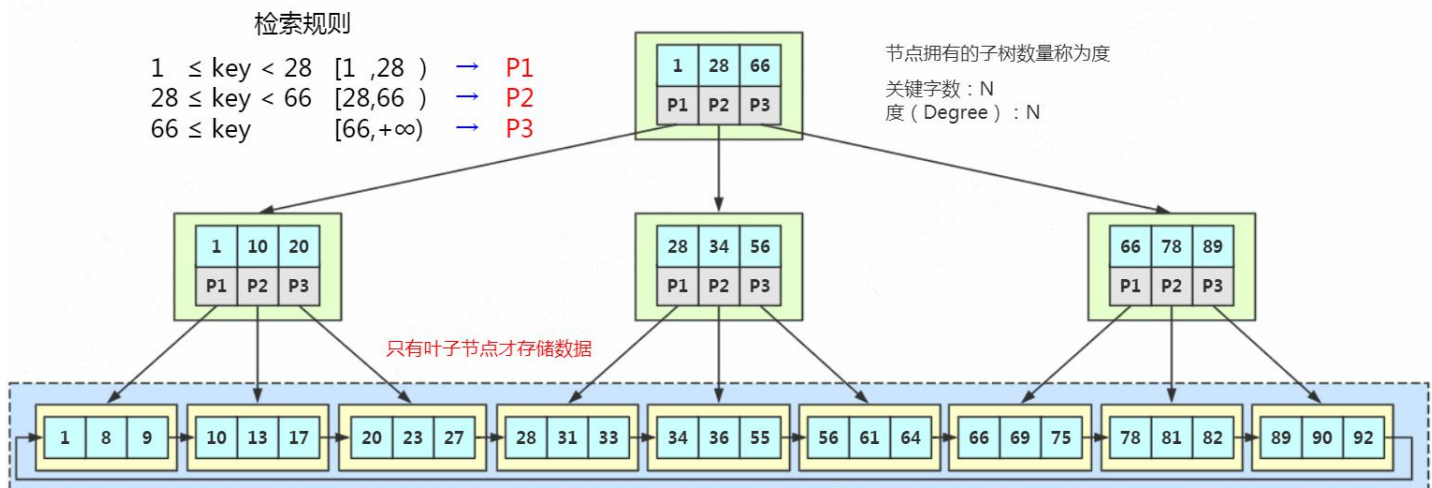 检索规则
1 ≤ key < 28 [1 ,28 ) → P1
28 ≤ key < 66 [28,66 ) → P2
66 ≤ key [66,+∞) → P3
节点拥有的子树数量称为度
关键字数：N
度（Degree）：N
1 28 66
P1 P2 P3
1 10 20
P1 P2 P3
28 34 56
P1 P2 P3
66 78 89
P1 P2 P3
只有叶子节点才存储数据
1 8 9 10 13 17 20 23 27 28 31 33 34 36 55 56 61 64 66 69 75 78 81 82 89 90 92